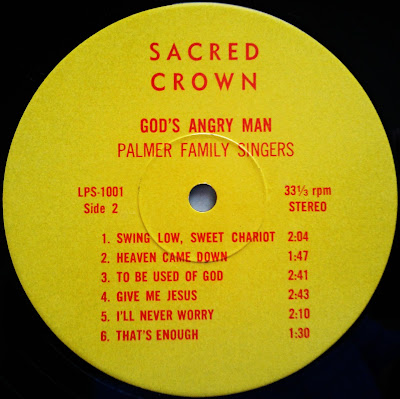 SACRED
CROWN
GOD'S ANGRY MAN
PALMER FAMILY SINGERS
LPS-1001 33⅓ rpm
Side 2 STEREO
1. SWING LOW, SWEET CHARIOT 2:04
2. HEAVEN CAME DOWN 1:47
3. TO BE USED OF GOD 2:41
4. GIVE ME JESUS 2:43
5. I'LL NEVER WORRY 2:10
6. THAT'S ENOUGH 1:30